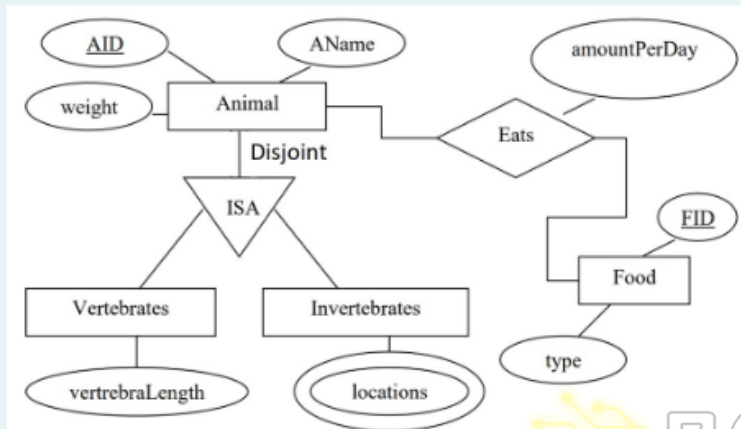 AID
AName
amountPerDay
weight
Animal
Eats
Disjoint
ISA
FID
Vertebrates
Invertebrates
Food
vertrebraLength
locations
type